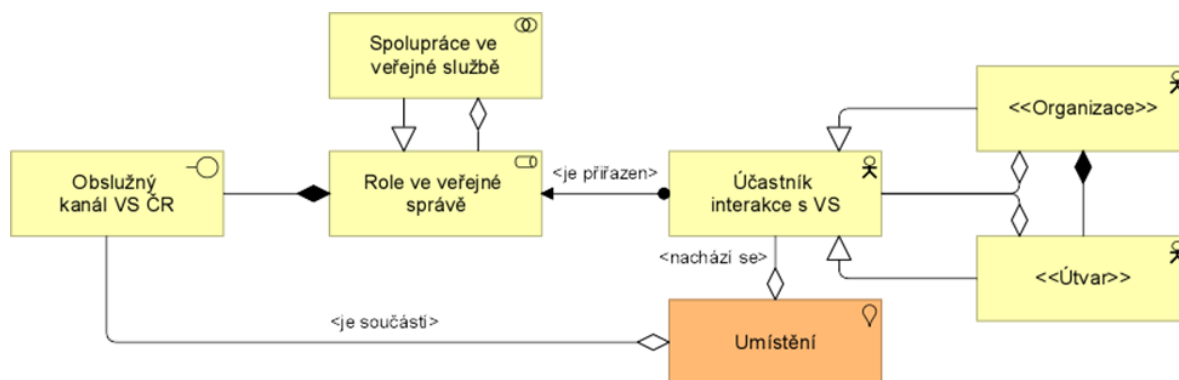 Spolupráce ve
veřejné službě
<<Organizace>>
Obslužný
kanál VS ČR
Role ve veřejné
správě
<je přiřazen>
Účastník
interakce s VS
<nachází se>
<<Útvar>>
<je součástí>
Umístění